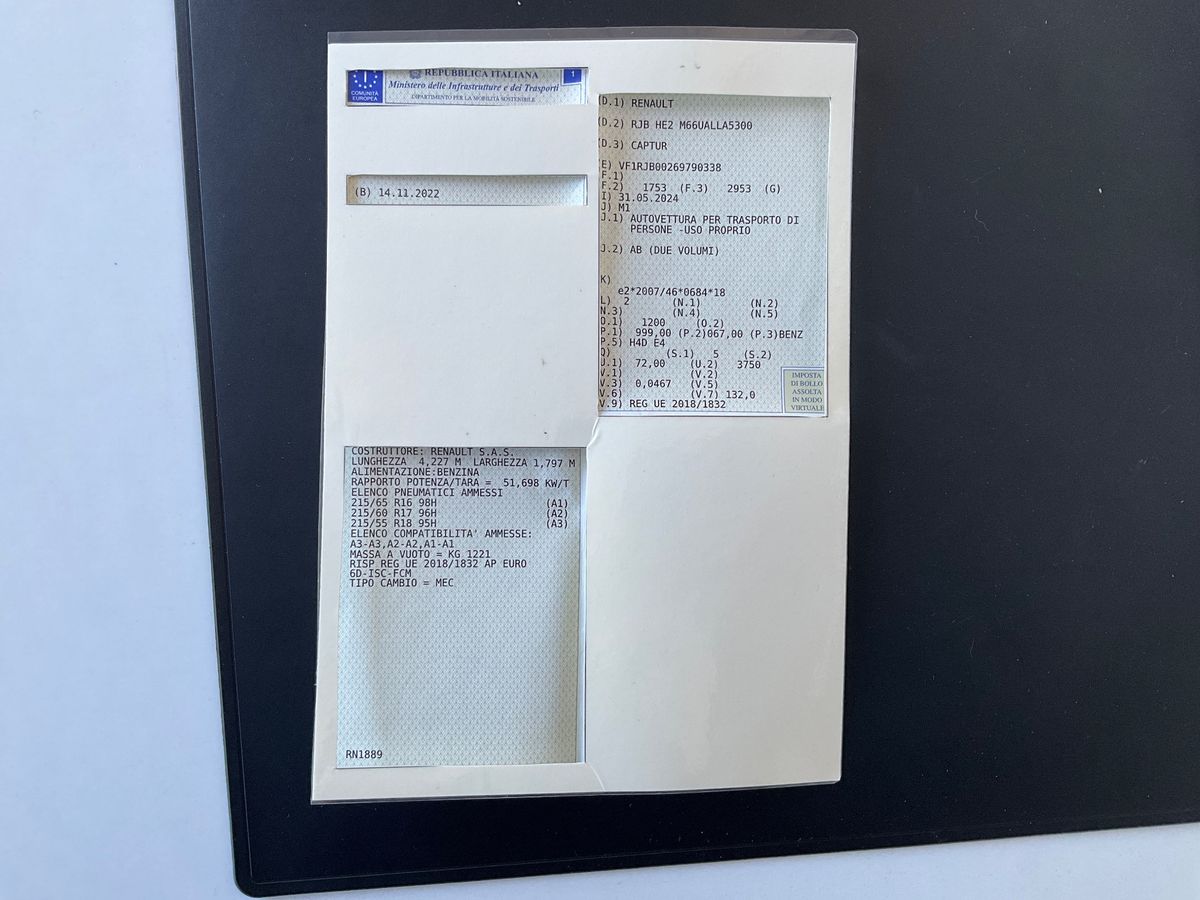 REPUBBLICA ITALIANA
Ministero delle Infrastrutture e dei Trasporti
DIPARTIMENTO PER LA MOBILITÀ SOSTENIBILE
I
COMUNITÀ
EUROPEA
1
(B) 14.11.2022
(D.1) RENAULT
(D.2) RJB HE2 M66UALLA5300
(D.3) CAPTUR
(E) VF1RJB00269790338
(F.1)
(F.2) 1753 (F.3) 2953 (G)
(I) 31.05.2024
(J) M1
(J.1) AUTOVETTURA PER TRASPORTO DI
PERSONE -USO PROPRIO
(J.2) AB (DUE VOLUMI)
(K)
e2*2007/46*0684*18
(L) 2 (N.1) (N.2)
(N.3) (N.4) (N.5)
(O.1) 1200 (O.2)
(P.1) 999,00 (P.2)067,00 (P.3)BENZ
(P.5) H4D E4
(Q) (S.1) 5 (S.2)
(U.1) 72,00 (U.2) 3750
(V.1) (V.2)
(V.3) 0,0467 (V.5)
(V.6) (V.7) 132,0
(V.9) REG UE 2018/1832
IMPOSTA
DI BOLLO
ASSOLTA
IN MODO
VIRTUALE
COSTRUTTORE: RENAULT S.A.S.
LUNGHEZZA 4,227 M LARGHEZZA 1,797 M
ALIMENTAZIONE:BENZINA
RAPPORTO POTENZA/TARA = 51,698 KW/T
ELENCO PNEUMATICI AMMESSI
215/65 R16 98H (A1)
215/60 R17 96H (A2)
215/55 R18 95H (A3)
ELENCO COMPATIBILITA' AMMESSE:
A3-A3,A2-A2,A1-A1
MASSA A VUOTO = KG 1221
RISP REG UE 2018/1832 AP EURO
6D-ISC-FCM
TIPO CAMBIO = MEC
RN1889